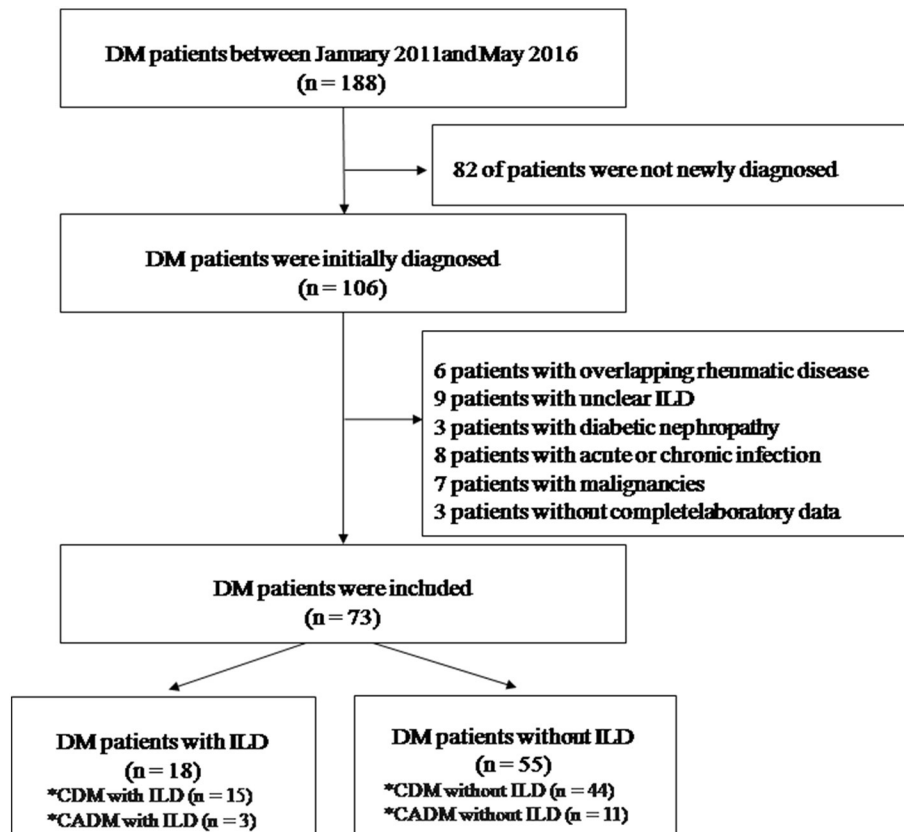 DM patients between January 2011and May 2016
(n = 188)
82 of patients were not newly diagnosed
DM patients were initially diagnosed
(n = 106)
6 patients with overlapping rheumatic disease
9 patients with unclear ILD
3 patients with diabetic nephropathy
8 patients with acute or chronic infection
7 patients with malignancies
3 patients without completelaboratory data
DM patients were included
(n = 73)
DM patients with ILD
(n = 18)
*CDM with ILD (n = 15)
*CADM with ILD (n = 3)
DM patients without ILD
(n = 55)
*CDM without ILD (n = 44)
*CADM without ILD (n = 11)